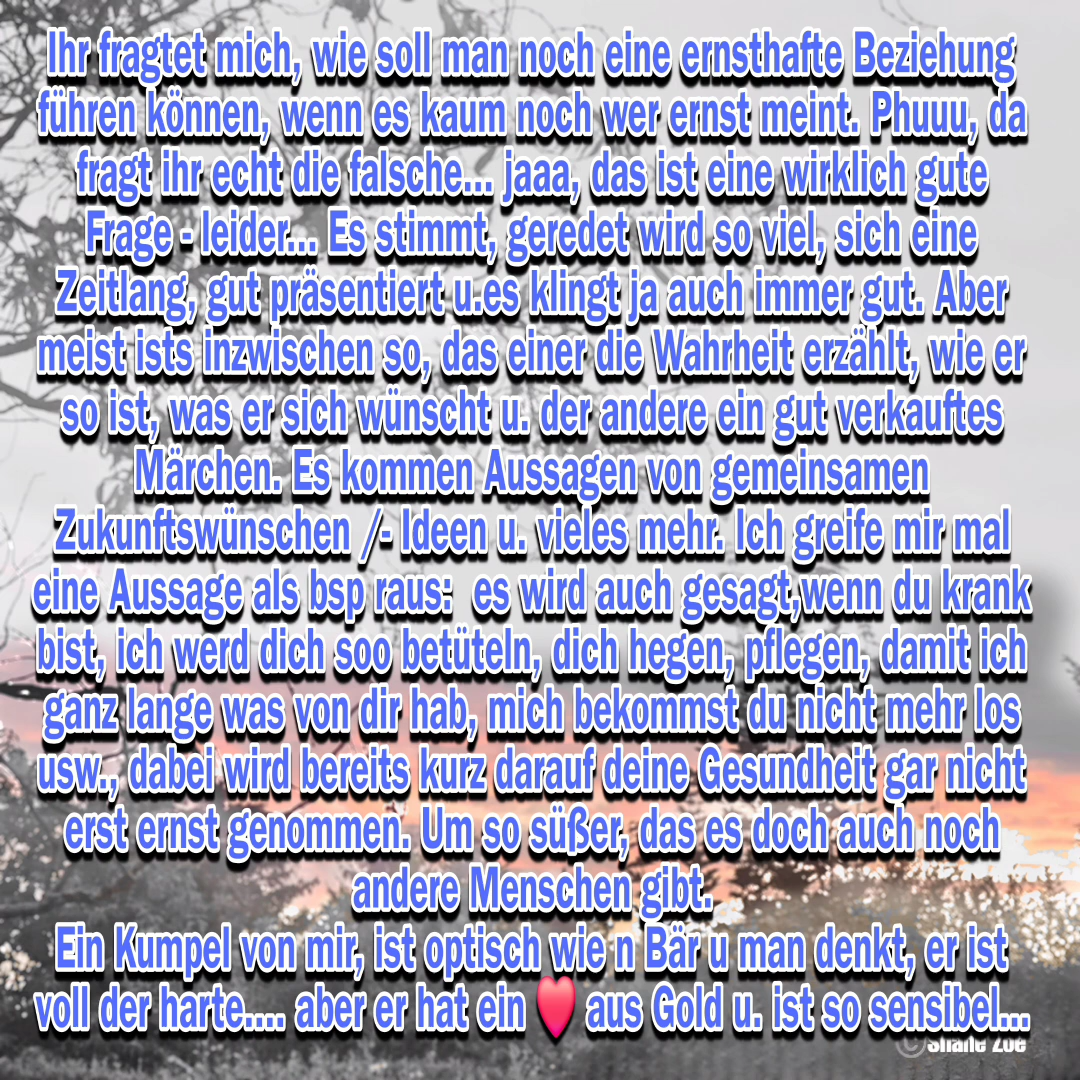 Ihr fragtet mich, wie soll man noch eine ernsthafte Beziehung
führen können, wenn es kaum noch wer ernst meint. Phuuu, da
fragt ihr echt die falsche... jaaa, das ist eine wirklich gute
Frage - leider... Es stimmt, geredet wird so viel, sich eine
Zeitlang, gut präsentiert u.es klingt ja auch immer gut. Aber
meist ists inzwischen so, das einer die Wahrheit erzählt, wie er
so ist, was er sich wünscht u. der andere ein gut verkauftes
Märchen. Es kommen Aussagen von gemeinsamen
Zukunftswünschen /- Ideen u. vieles mehr. Ich greife mir mal
eine Aussage als bsp raus:  es wird auch gesagt,wenn du krank
bist, ich werd dich soo betüteln, dich hegen, pflegen, damit ich
ganz lange was von dir hab, mich bekommst du nicht mehr los
usw., dabei wird bereits kurz darauf deine Gesundheit gar nicht
erst ernst genommen. Um so süßer, das es doch auch noch
andere Menschen gibt.
Ein Kumpel von mir, ist optisch wie n Bär u man denkt, er ist
voll der harte.... aber er hat ein ❤️ aus Gold u. ist so sensibel...
©Shane Zoe